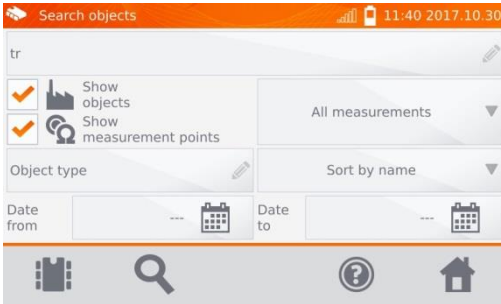 Search objects
11:40 2017.10.30
tr
Show
objects
Show
measurement points
All measurements
Object type
Sort by name
Date
from
---
Date
to
---